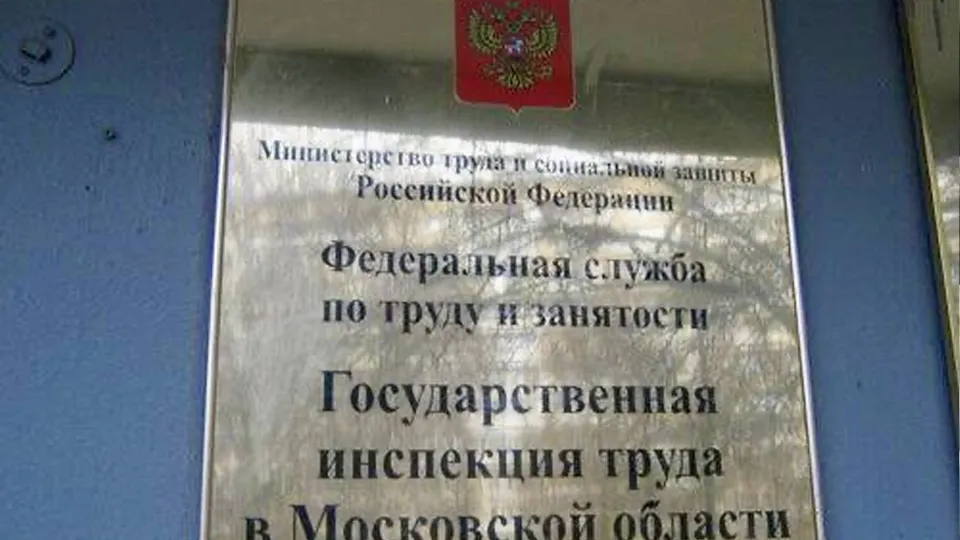 Министерство труда и социальной защиты
Российской Федерации
Федеральная служба
по труду и занятости
Государственная
инспекция труда
в Московской области